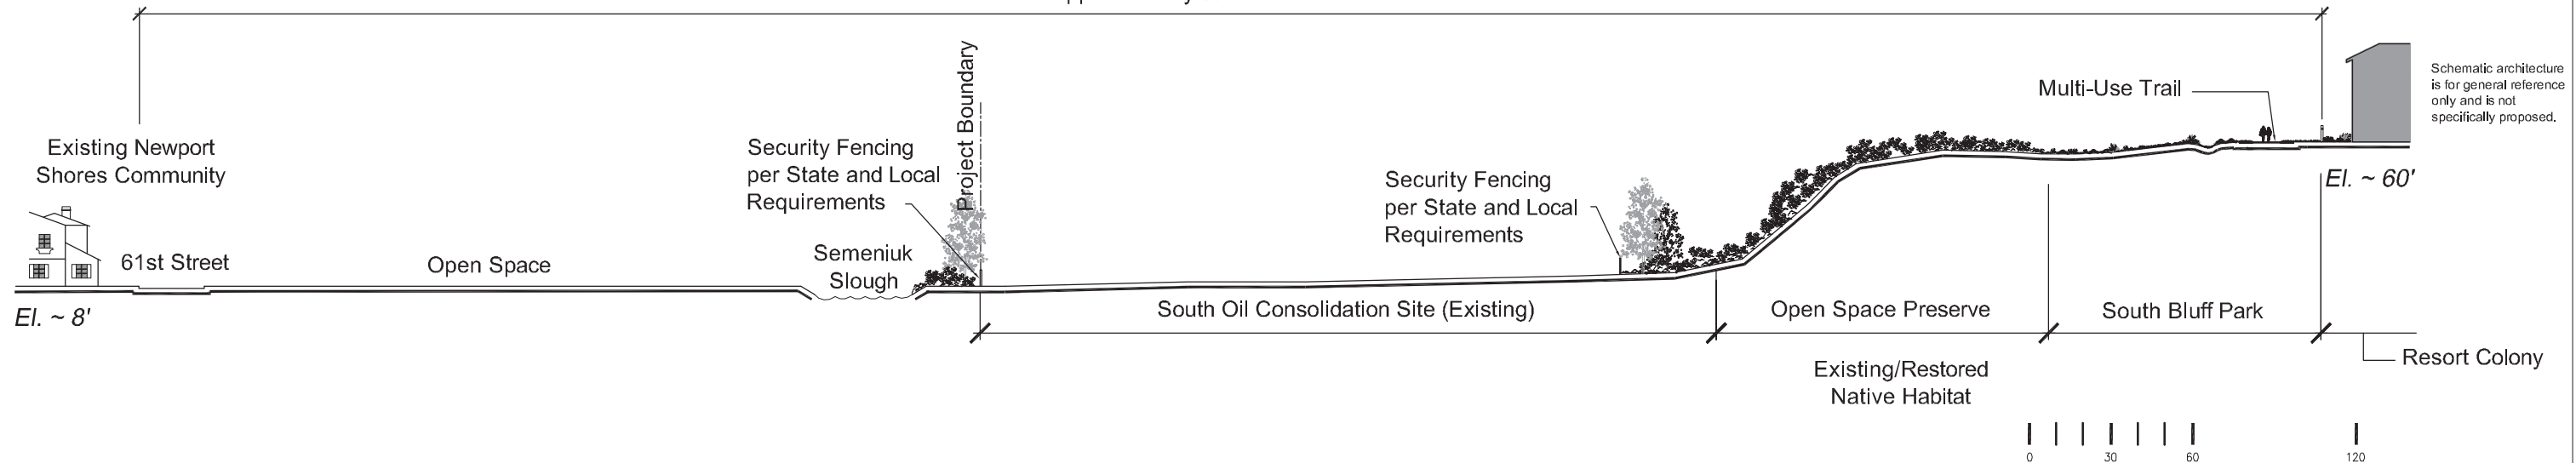 Project Boundary
Schematic architecture
is for general reference
only and is not
specifically proposed.
Multi-Use Trail
Existing Newport
Shores Community
Security Fencing
per State and Local
Requirements
Security Fencing
per State and Local
Requirements
El. ~ 60'
61st Street
Open Space
Semeniuk
Slough
El. ~ 8'
South Oil Consolidation Site (Existing)
Open Space Preserve
South Bluff Park
Resort Colony
Existing/Restored
Native Habitat
0 30 60 120